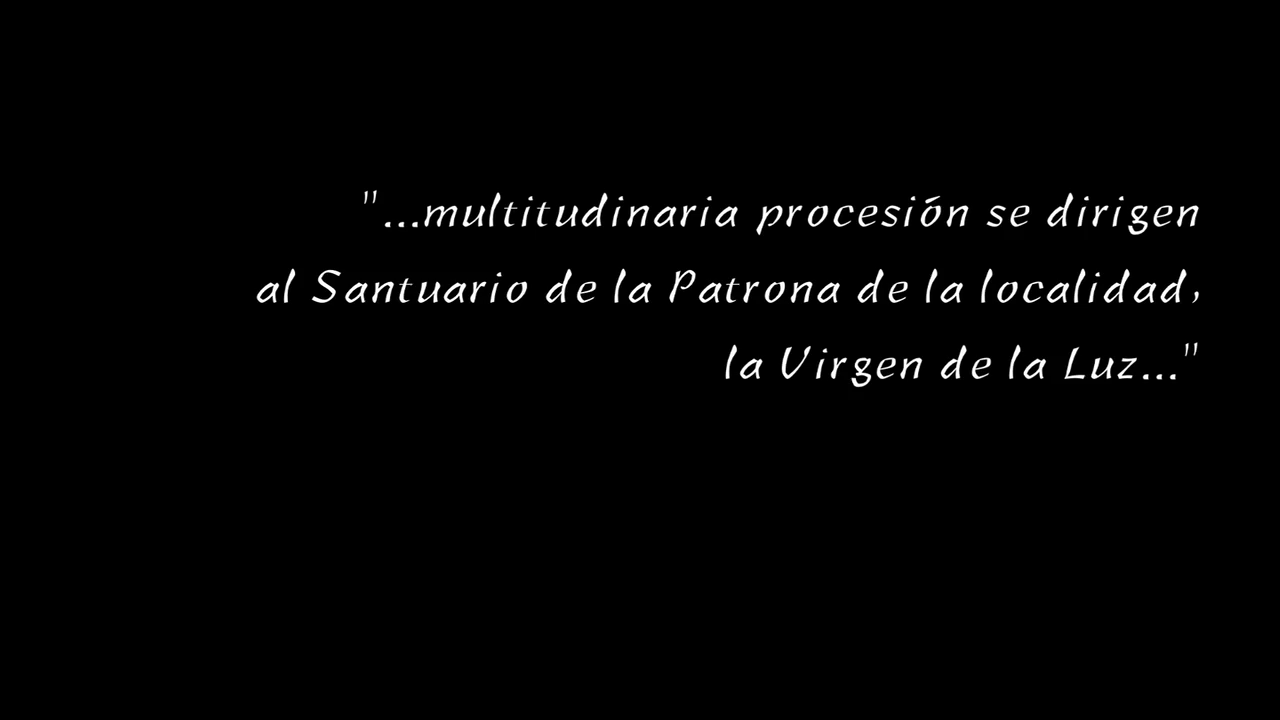 "...multitudinaria procesión se dirigen
al Santuario de la Patrona de la localidad,
la Virgen de la Luz..."